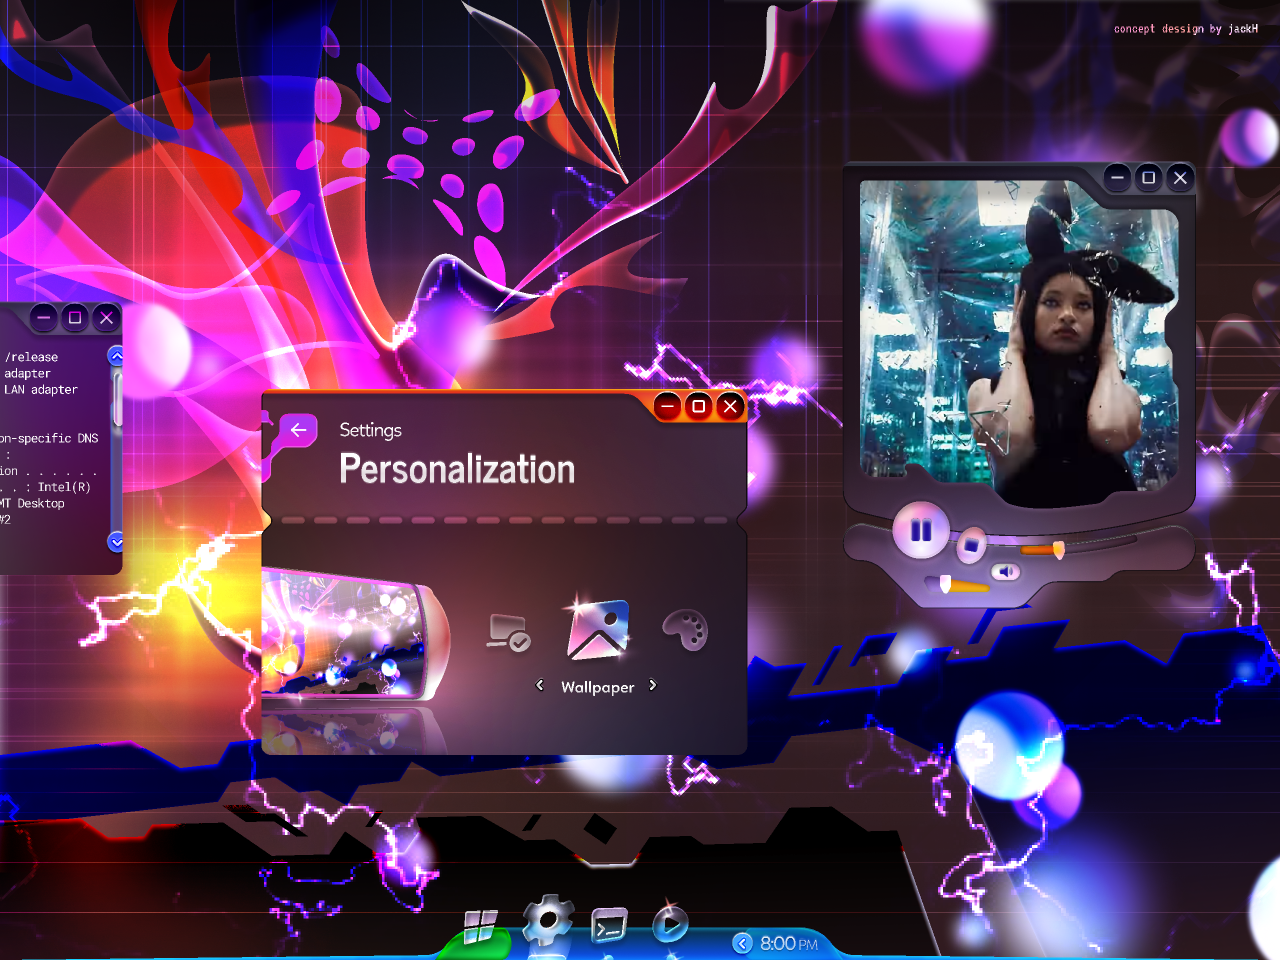 concept dessign by jackH
/release
adapter
LAN adapter
on-specific DNS
:
ion . . . . . .
. . : Intel(R)
MT Desktop
#2
Settings
Personalization
Wallpaper
8:00 PM